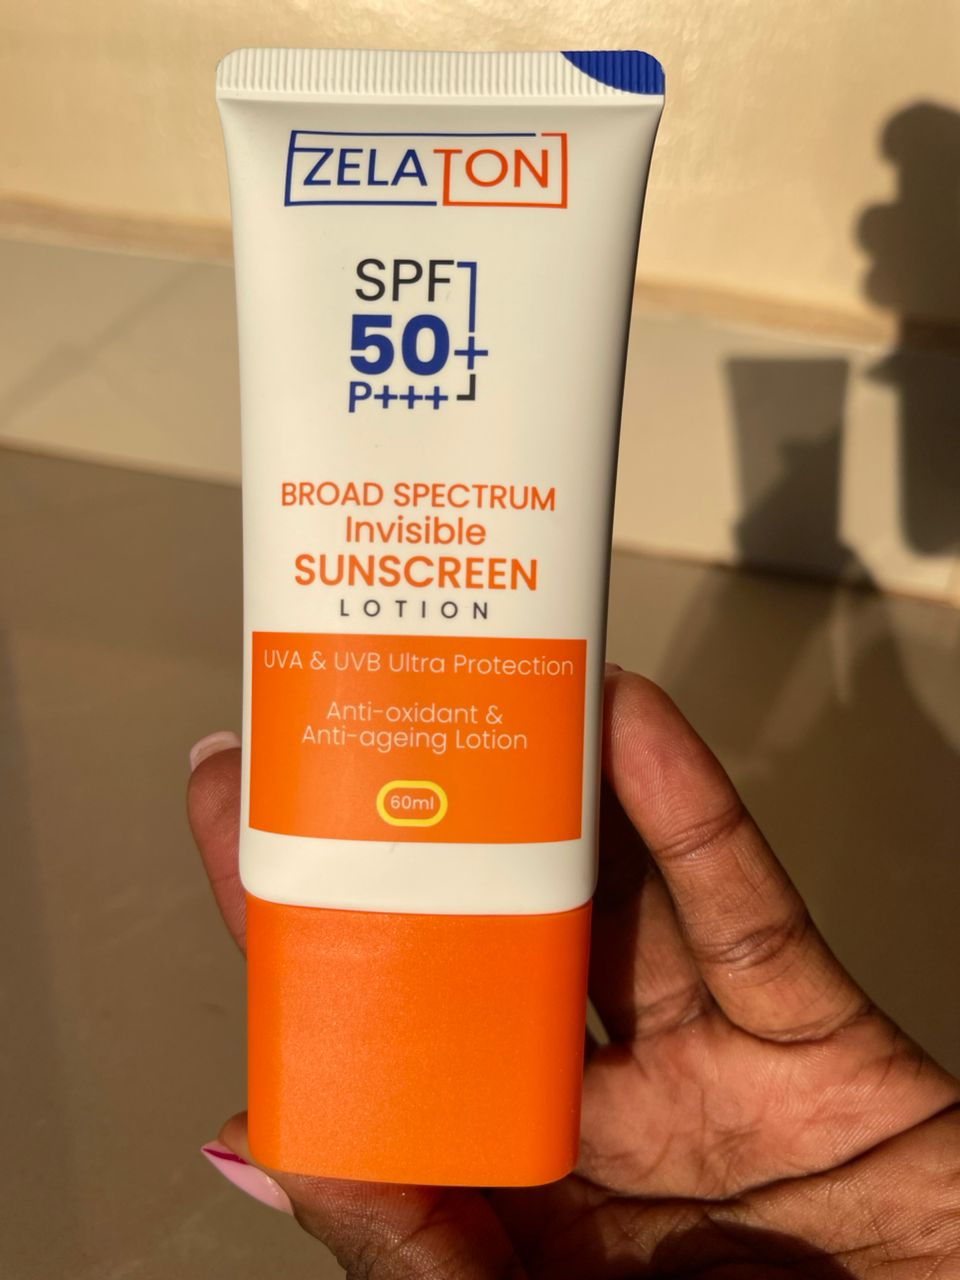 ZELATON
SPF
50+
P+++
BROAD SPECTRUM
Invisible
SUNSCREEN
LOTION
UVA & UVB Ultra Protection
Anti-oxidant &
Anti-ageing Lotion
60ml